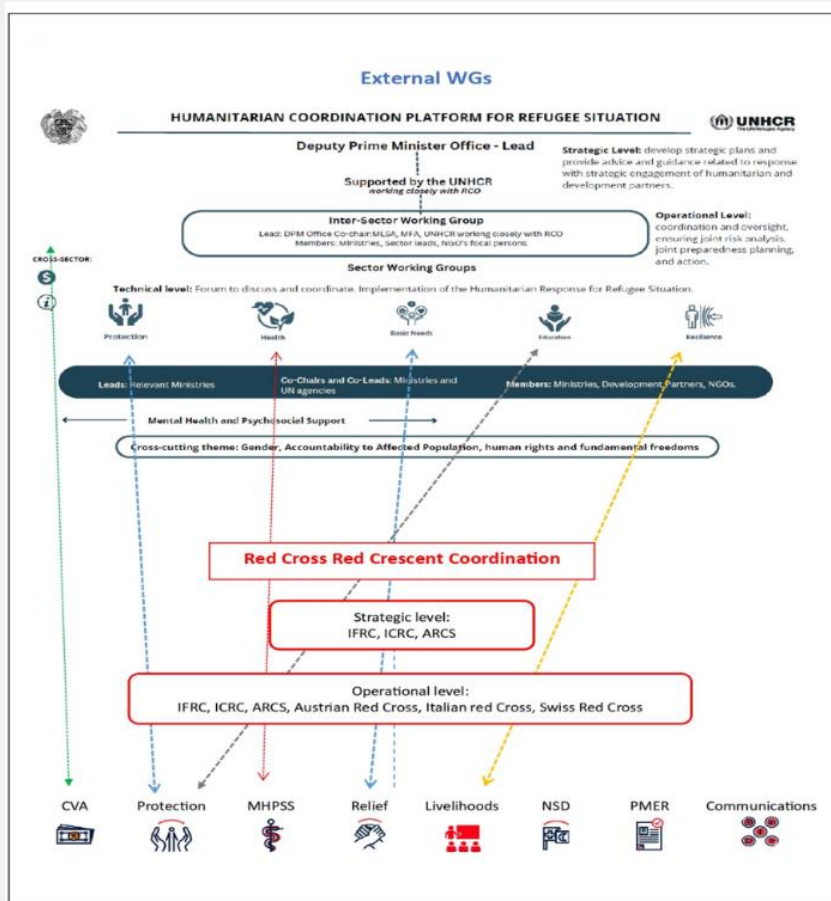 External WGs
HUMANITARIAN COORDINATION PLATFORM FOR REFUGEE SITUATION
UNHCR
The UN Refugee Agency
Deputy Prime Minister Office - Lead
Strategic Level: develop strategic plans and
provide advice and guidance related to response
with strategic engagement of humanitarian and
development partners.
Supported by the UNHCR
working closely with RCO
Inter-Sector Working Group
Lead: DPM Office Co-chair:MLSA, MFA, UNHCR working closely with RCO
Members: Ministries, Sector leads, NGO's focal persons
Operational Level:
coordination and oversight,
ensuring joint risk analysis,
joint preparedness planning,
and action.
CROSS-SECTOR:
Sector Working Groups
Technical level: Forum to discuss and coordinate. Implementation of the Humanitarian Response for Refugee Situation.
Protection
Health
Basic Needs
Education
Resilience
Leads: Relevant Ministries
Co-Chairs and Co-Leads: Ministries and
UN agencies
Members: Ministries, Development Partners, NGOs.
Mental Health and Psychosocial Support
Cross-cutting theme: Gender, Accountability to Affected Population, human rights and fundamental freedoms
Red Cross Red Crescent Coordination
Strategic level:
IFRC, ICRC, ARCS
Operational level:
IFRC, ICRC, ARCS, Austrian Red Cross, Italian red Cross, Swiss Red Cross
CVA
Protection
MHPSS
Relief
Livelihoods
NSD
PMER
Communications